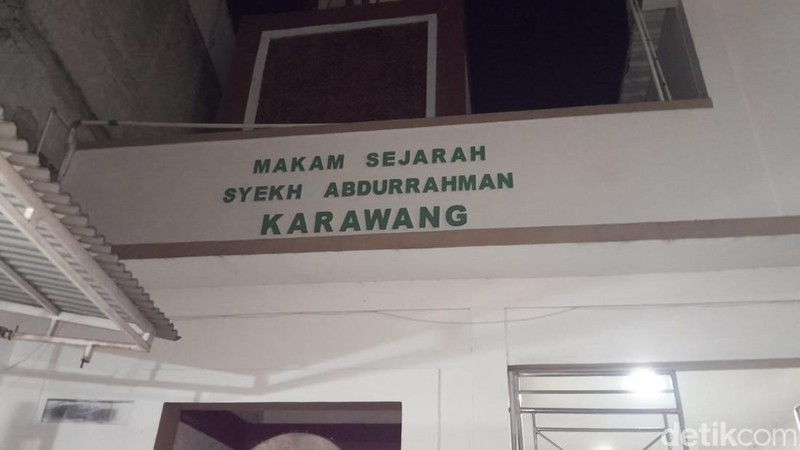 MAKAM SEJARAH
SYEKH ABDURRAHMAN
KARAWANG
detikcom